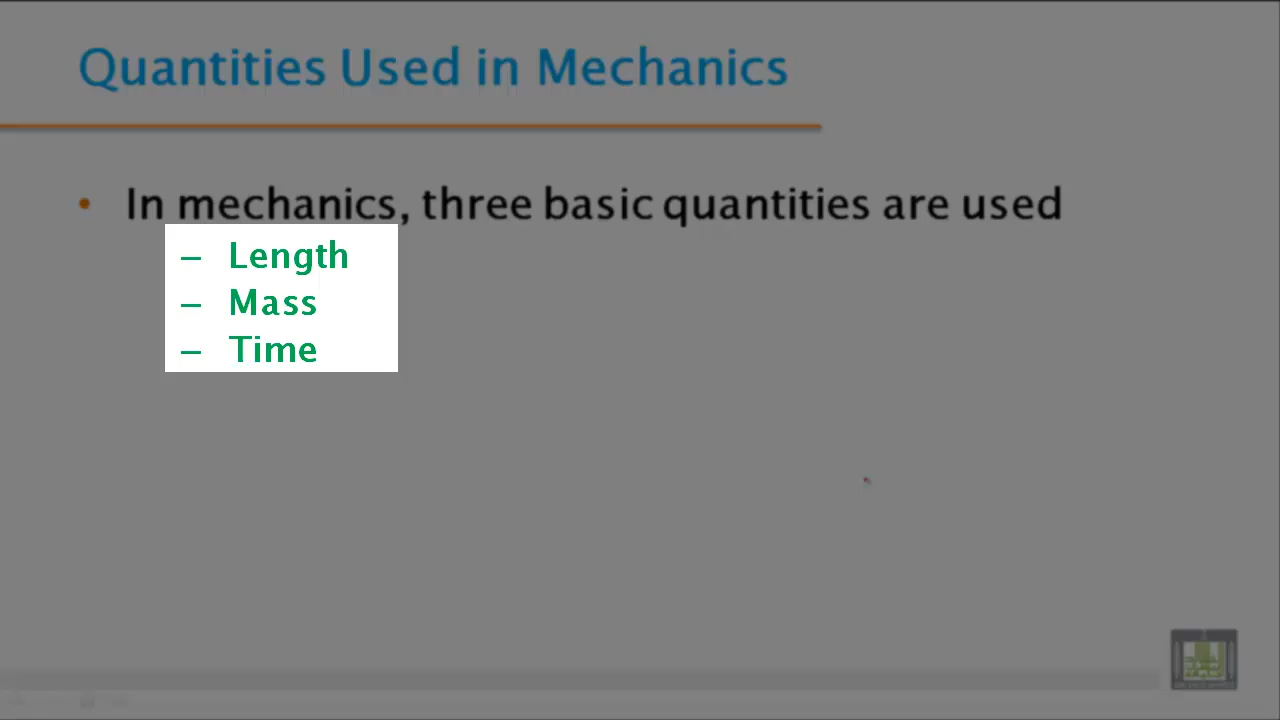 Quantities Used in Mechanics
• In mechanics, three basic quantities are used
– Length
– Mass
– Time